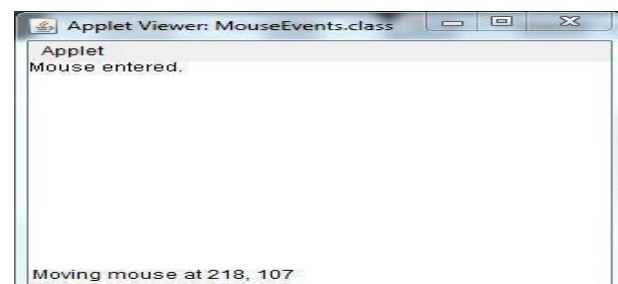 Applet Viewer: MouseEvents.class
Applet
Mouse entered.
Moving mouse at 218, 107